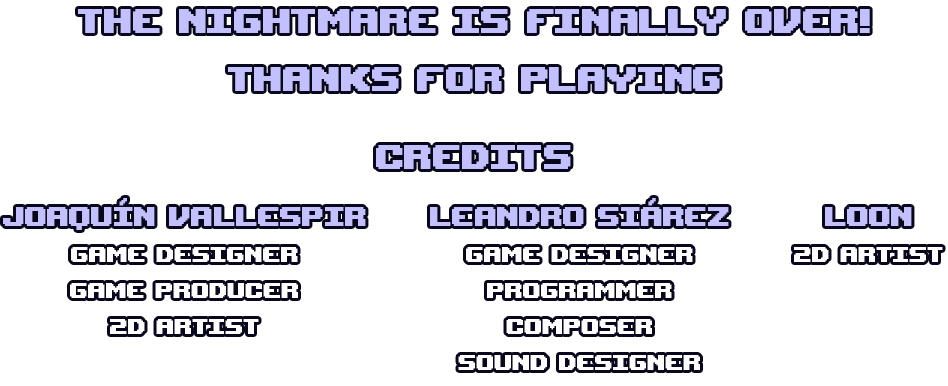 THE NIGHTMARE IS FINALLY OVER!
THANKS FOR PLAYING
CREDITS
JOAQUÍN VALLESPIR
GAME DESIGNER
GAME PRODUCER
2D ARTIST
LEANDRO SIÁREZ
GAME DESIGNER
PROGRAMMER
COMPOSER
SOUND DESIGNER
LOON
2D ARTIST